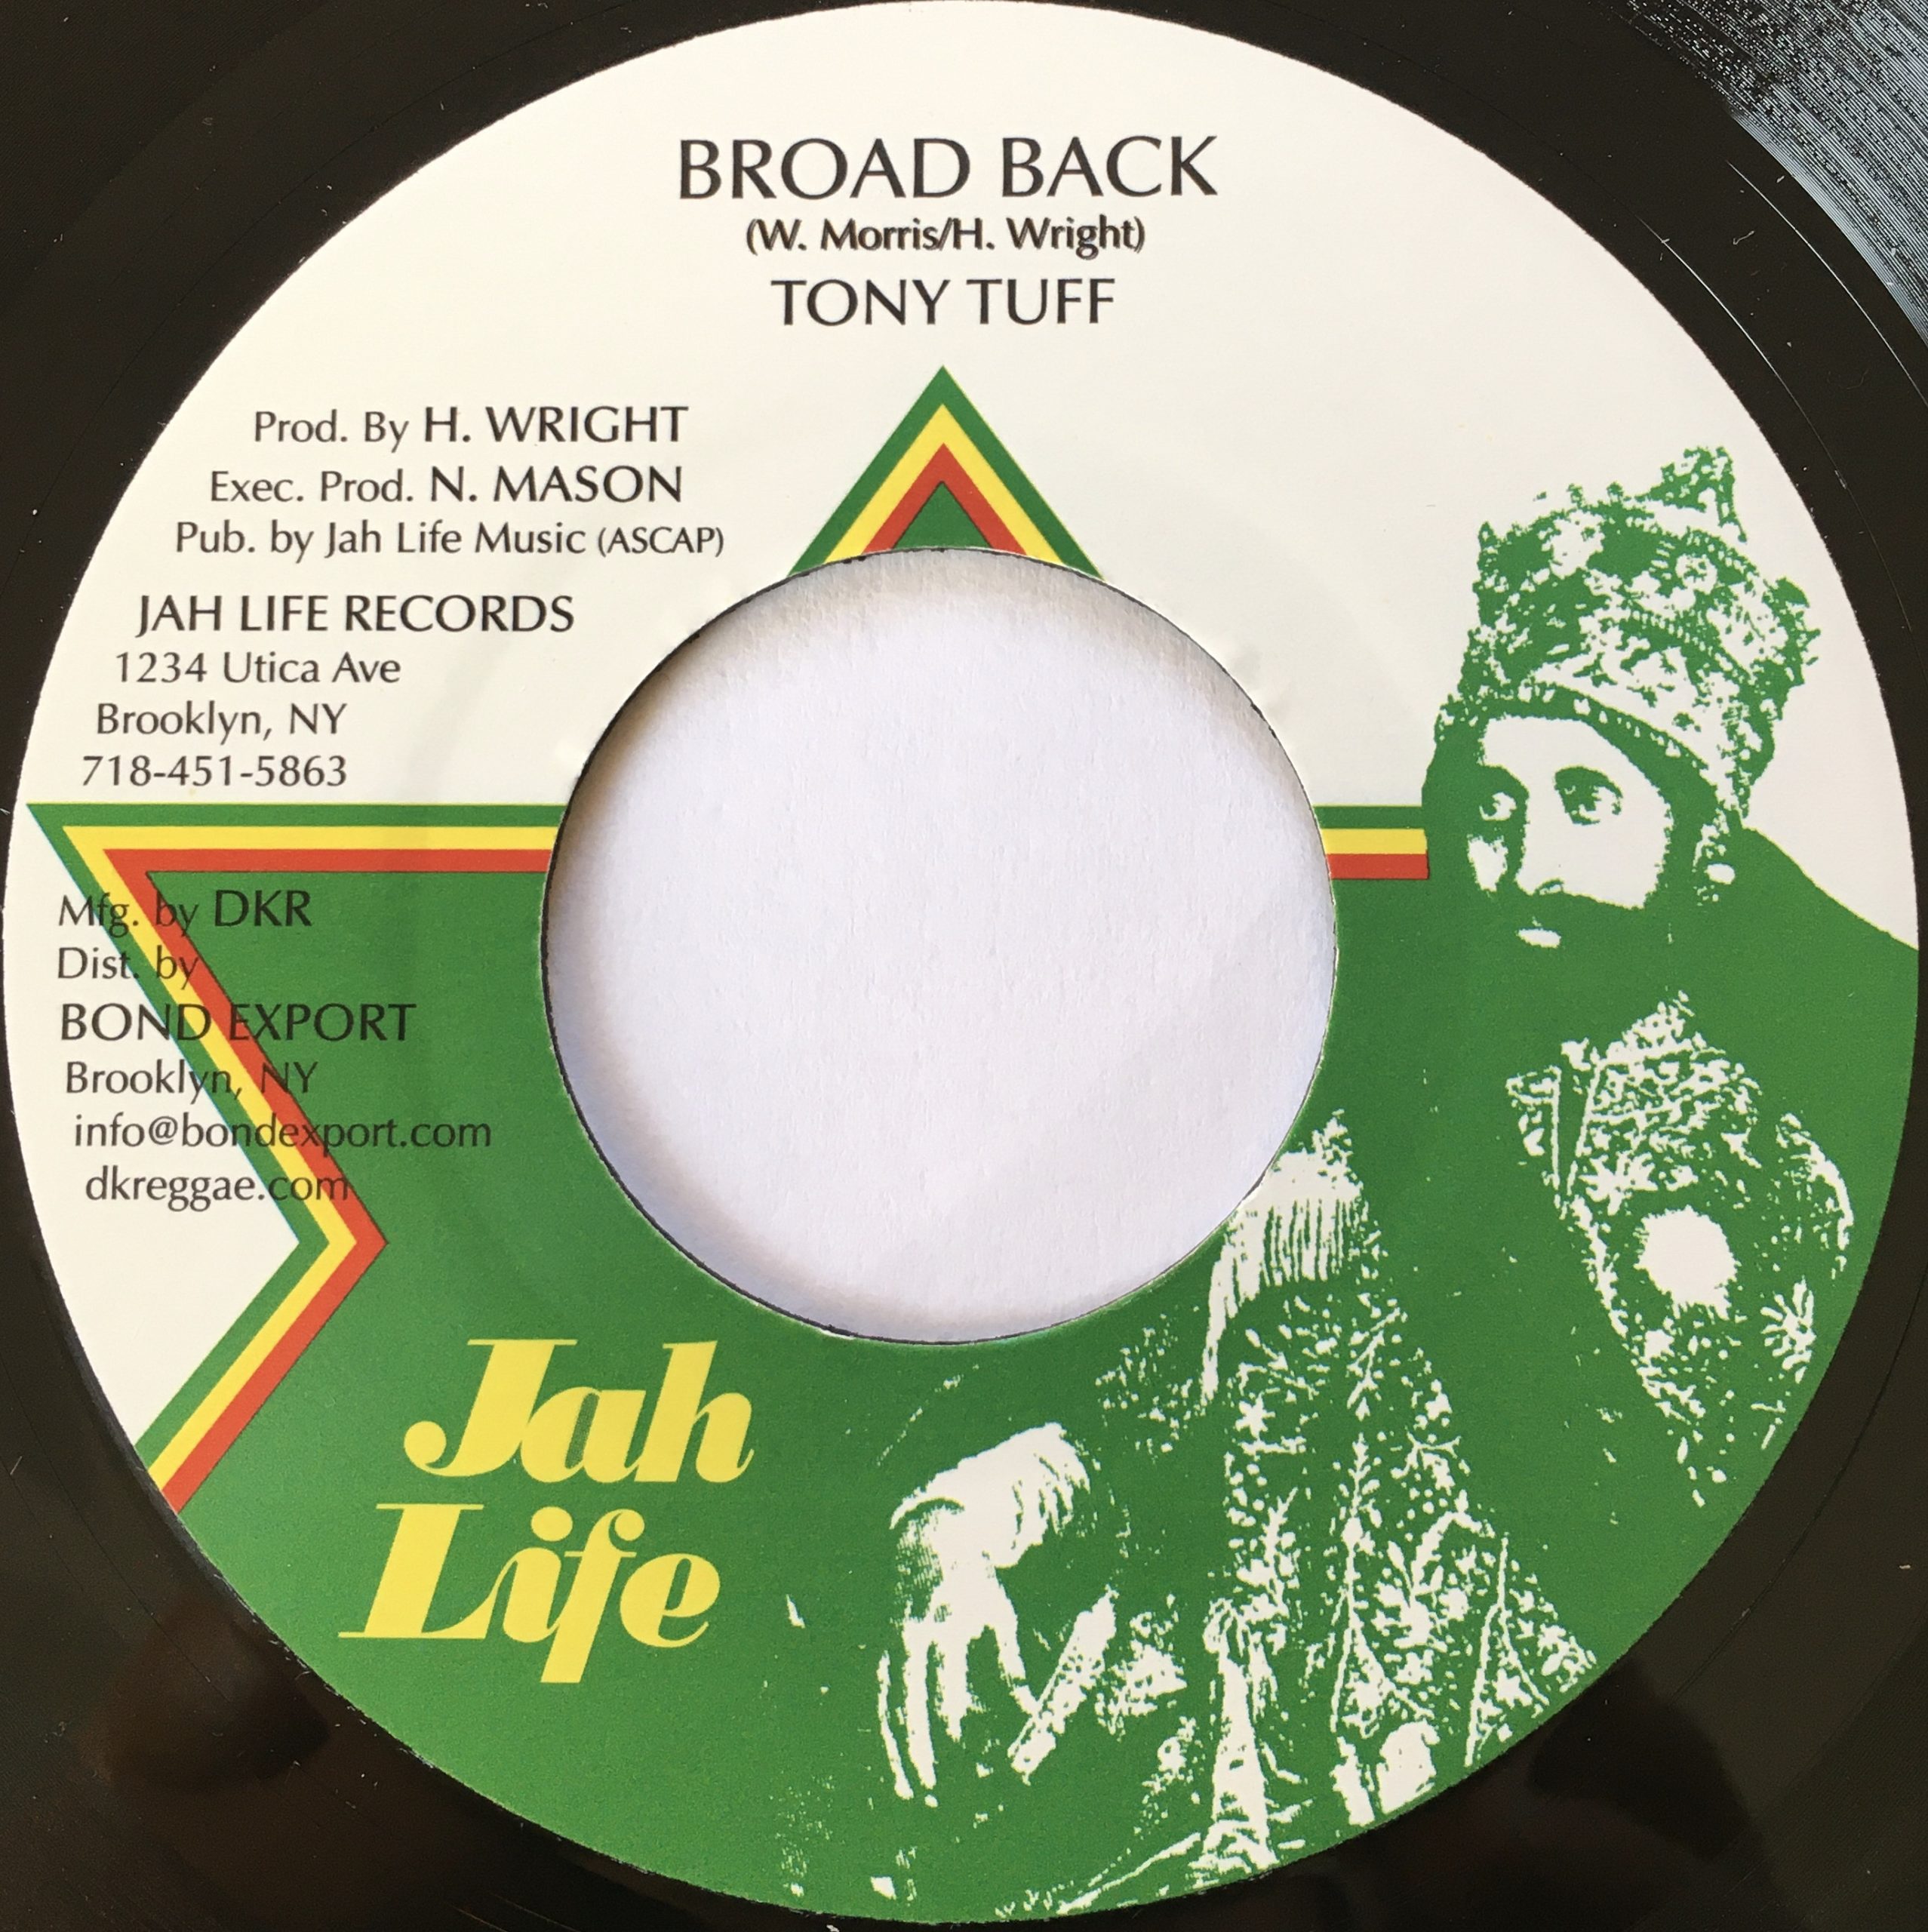 BROAD BACK
(W. Morris/H. Wright)
TONY TUFF
Prod. By H. WRIGHT
Exec. Prod. N. MASON
Pub. by Jah Life Music (ASCAP)
JAH LIFE RECORDS
1234 Utica Ave
Brooklyn, NY
718-451-5863
Mfg. by DKR
Dist. by
BOND EXPORT
Brooklyn, NY
info@bondexport.com
dkreggae.com
Jah
Life